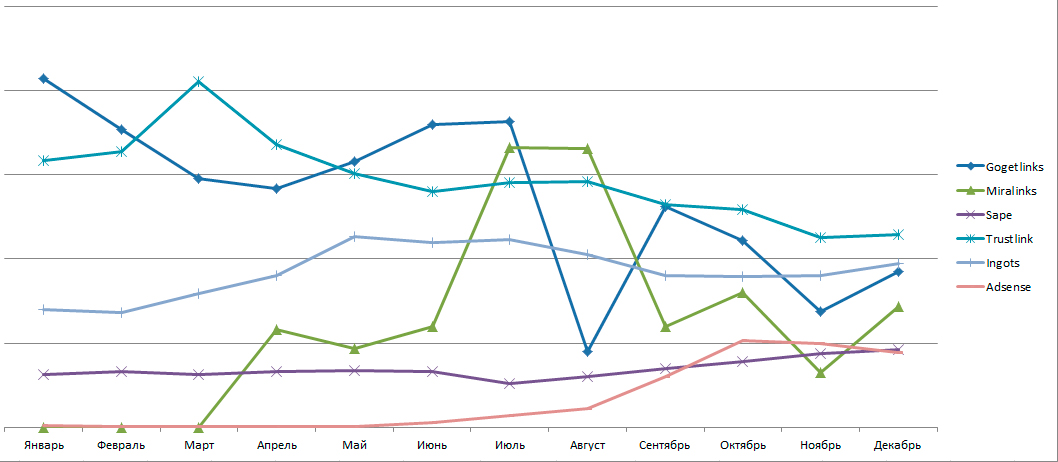 Gogetlinks
Miralinks
Sape
Trustlink
Ingots
Adsense
Январь Февраль Март Апрель Май Июнь Июль Август Сентябрь Октябрь Ноябрь Декабрь